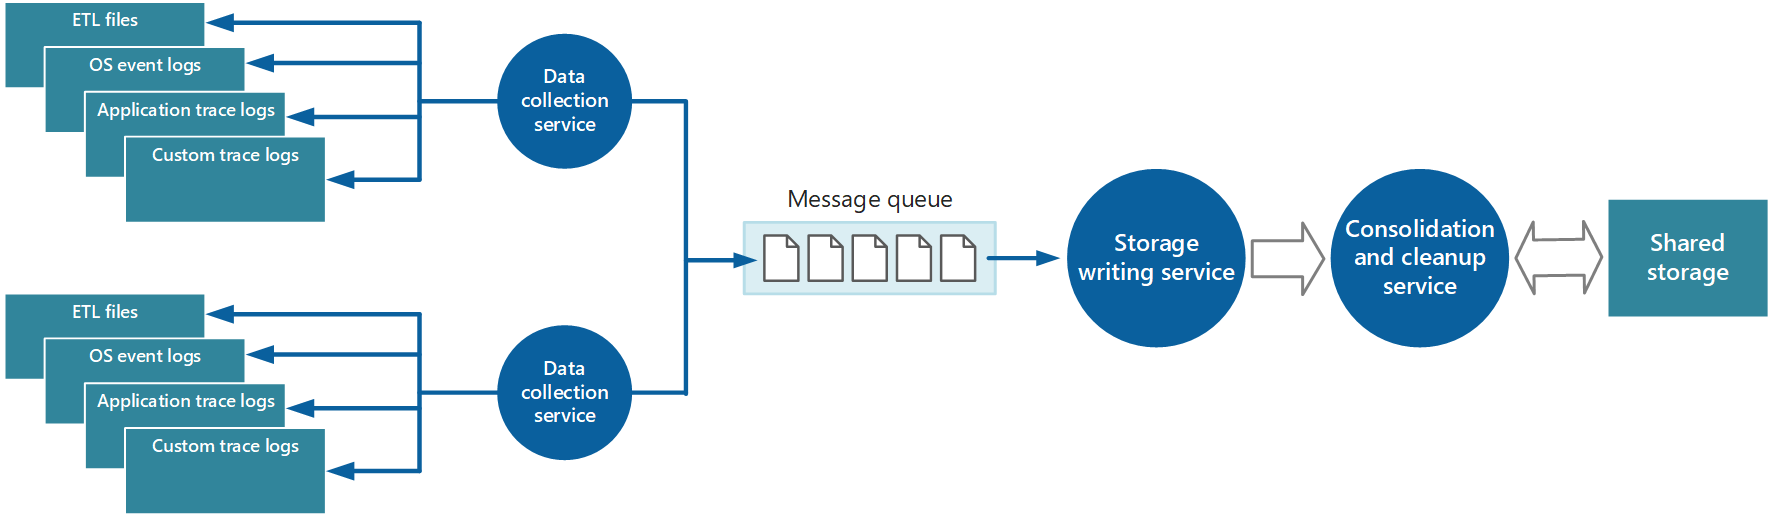 ETL files
OS event logs
Application trace logs
Custom trace logs
Data
collection
service
ETL files
OS event logs
Application trace logs
Custom trace logs
Data
collection
service
Message queue
Storage
writing service
Consolidation
and cleanup
service
Shared
storage